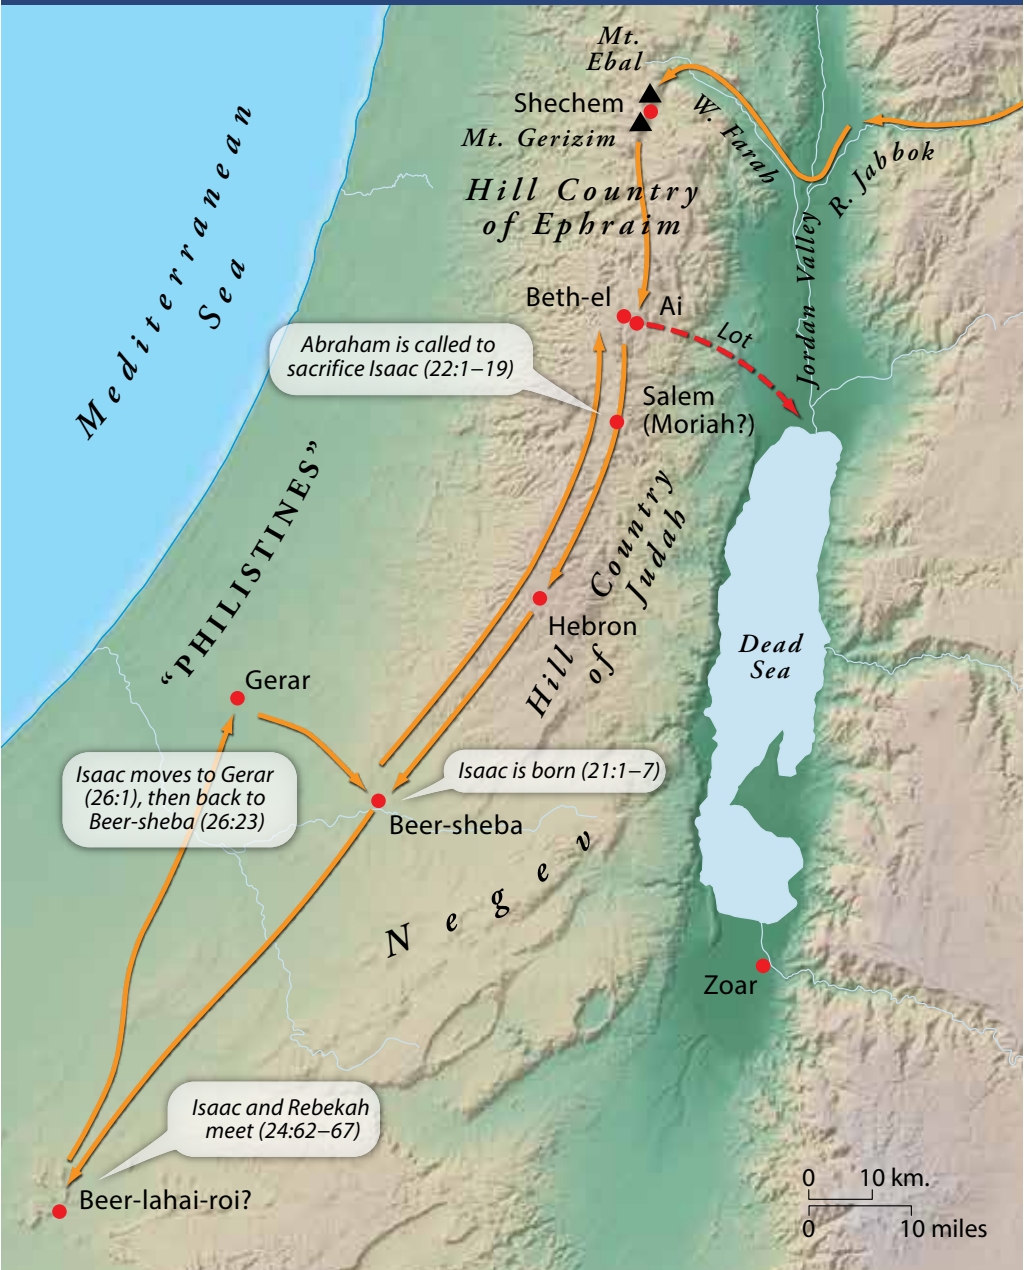 Mt.
Ebal
Shechem
Mt. Gerizim
W. Farah
R. Jabbok
Hill Country
of Ephraim
Mediterranean
Sea
Jordan Valley
Beth-el
Ai
Lot
Abraham is called to
sacrifice Isaac (22:1–19)
Salem
(Moriah?)
"PHILISTINES"
Hill Country
of Judah
Hebron
Dead
Sea
Gerar
Isaac moves to Gerar
(26:1), then back to
Beer-sheba (26:23)
Isaac is born (21:1–7)
Beer-sheba
Negev
Zoar
Isaac and Rebekah
meet (24:62–67)
Beer-lahai-roi?
0 10 km.
0 10 miles